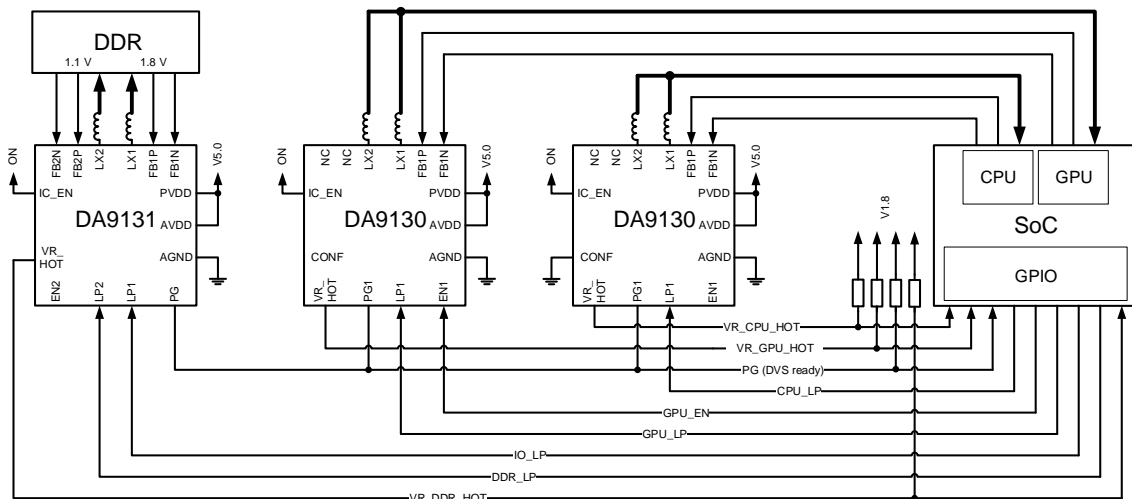 DDR
1.1 V 1.8 V
FB2N FB2P LX2 LX1 FB1P FB1N
ON
IC_EN
V5.0
PVDD
DA9131
AVDD
VR_
HOT
AGND
EN2 LP2 LP1 PG
NC NC LX2 LX1 FB1P FB1N
ON
IC_EN
V5.0
PVDD
DA9130
AVDD
CONF
AGND
VR_
HOT
PG1 LP1 EN1
NC NC LX2 LX1 FB1P FB1N
ON
IC_EN
V5.0
PVDD
DA9130
AVDD
CONF
AGND
VR_
HOT
PG1 LP1 EN1
V1.8
CPU GPU
SoC
GPIO
VR_CPU_HOT
VR_GPU_HOT
PG (DVS ready)
CPU_LP
GPU_EN
GPU_LP
IO_LP
DDR_LP
VR_DDR_HOT